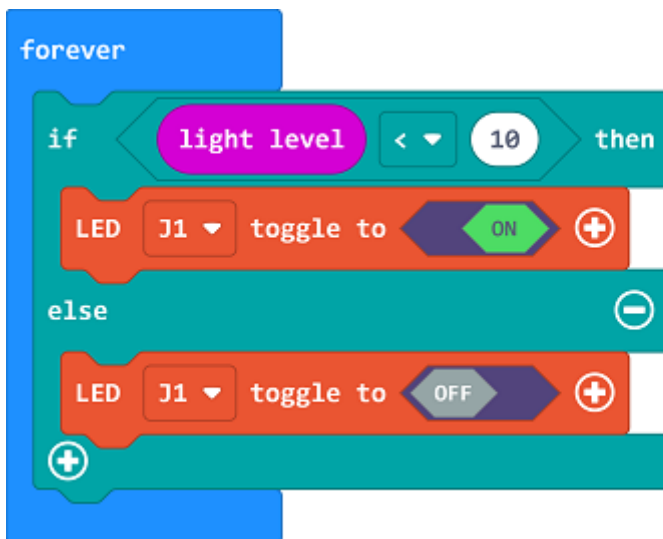 forever
if light level < 10 then
LED J1 toggle to ON
else
LED J1 toggle to OFF